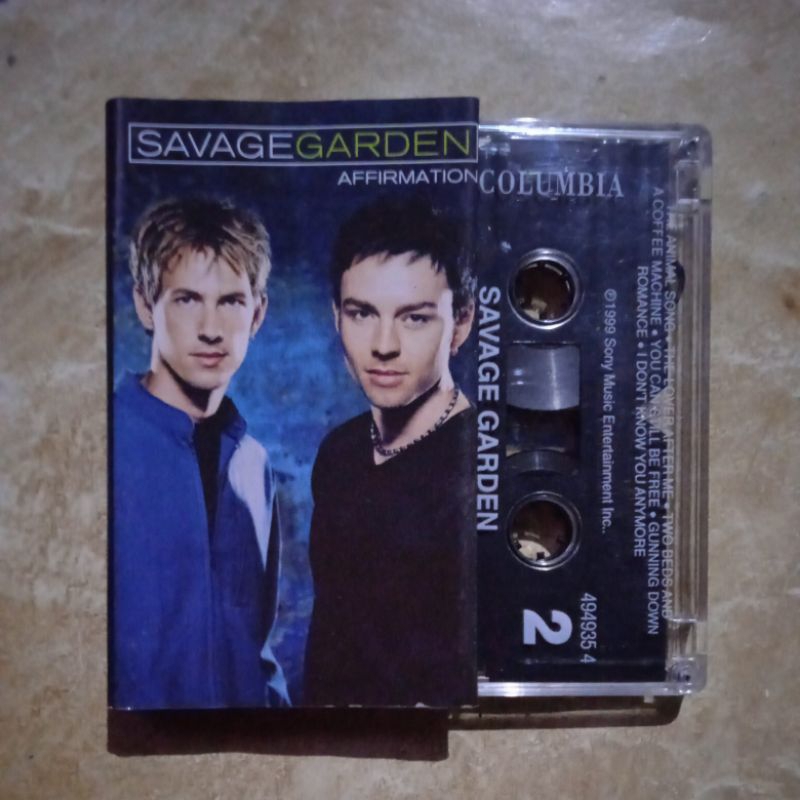 SAVAGEGARDEN
AFFIRMATION
COLUMBIA
SAVAGE GARDEN
℗1999 Sony Music Entertainment Inc..
ANIMAL SONG • THE LOVER AFTER ME • TWO BEDS AND
A COFFEE MACHINE • YOU CAN STILL BE FREE • GUNNING DOWN
ROMANCE • I DON'T KNOW YOU ANYMORE
494935 4
2